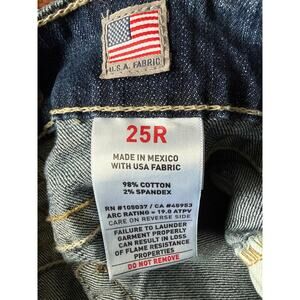 U.S.A. FABRIC
25R
MADE IN MEXICO
WITH USA FABRIC
98% COTTON
2% SPANDEX
RN #105037 / CA #45953
ARC RATING = 19.0 ATPV
CARE ON REVERSE SIDE
FAILURE TO LAUNDER
GARMENT PROPERLY
CAN RESULT IN LOSS
OF FLAME RESISTANCE
PROPERTIES
DO NOT REMOVE